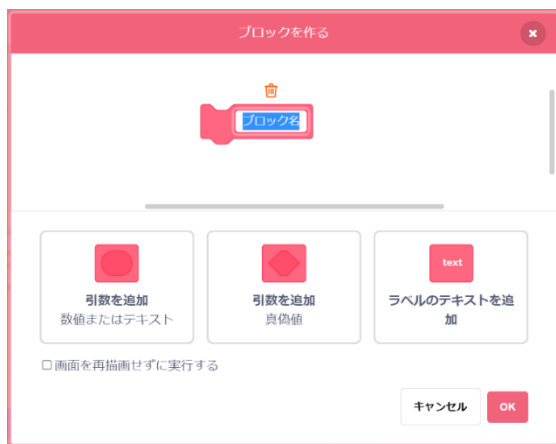 ブロックを作る
ブロック名
text
引数を追加
数値またはテキスト
引数を追加
真偽値
ラベルのテキストを追
加
画面を再描画せずに実行する
キャンセル
OK